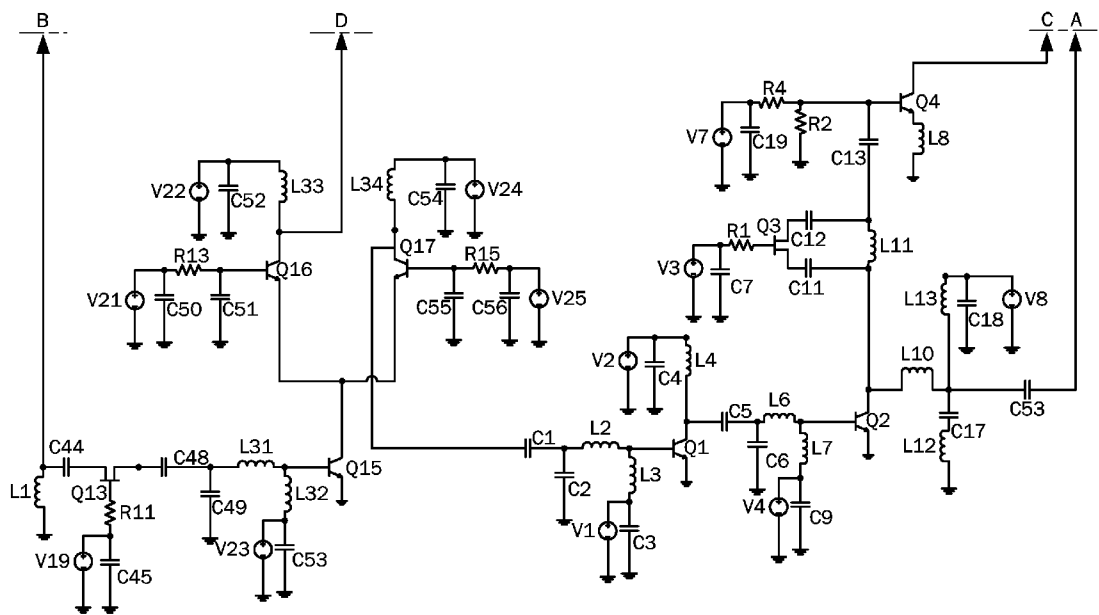 B D C A
R4 Q4
V7 C19 R2 C13 L8
V22 C52 L33 L34 C54 V24
R1 Q3 C12 L11
R13 Q16 Q17 R15
V3 C7 C11
V21 C50 C51 C55 C56 V25 L13 C18 V8
V2 C4 L4 L10
C5 L6 Q2 C53
C44 C48 L31 Q15 C1 L2 Q1 L12 C17
L1 Q13 C49 L32 C2 L3 C6 L7
R11 V4 C9
V19 C45 V23 C53 V1 C3